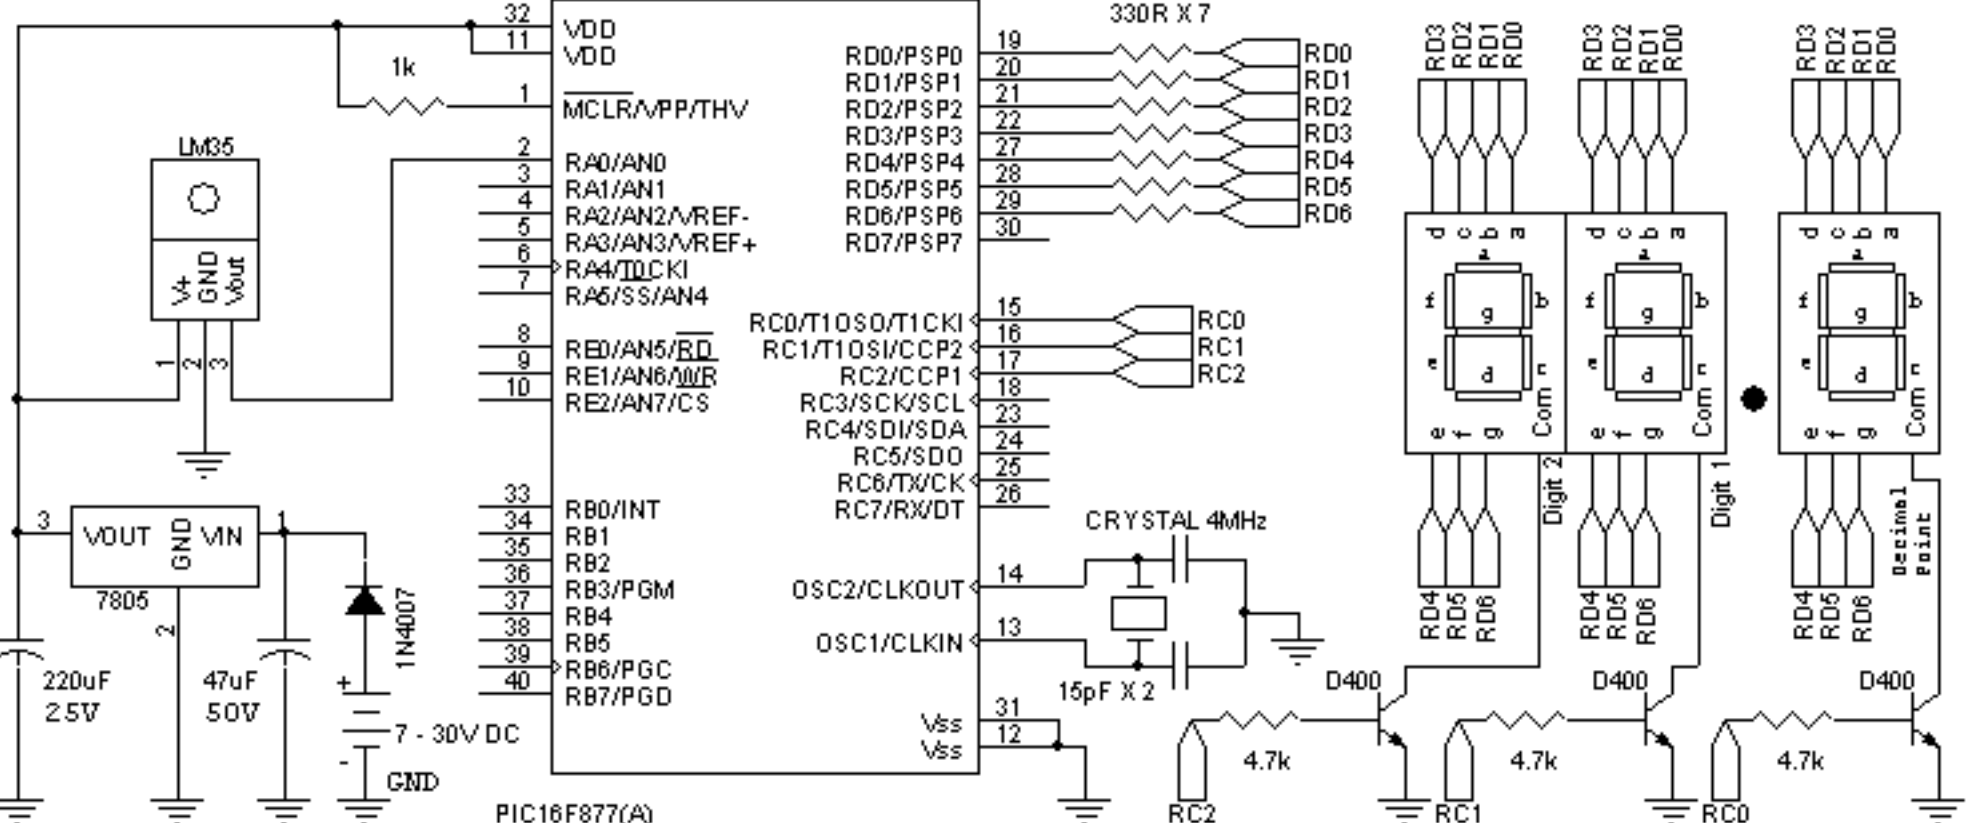 330R X 7
32
VDD
11
VDD
1k
1
MCLR/VPP/THV
2
RA0/AN0
3
RA1/AN1
4
RA2/AN2/VREF-
5
RA3/AN3/VREF+
6
RA4/T0CKI
7
RA5/SS/AN4
8
RE0/AN5/RD
9
RE1/AN6/WR
10
RE2/AN7/CS
33
RB0/INT
34
RB1
35
RB2
36
RB3/PGM
37
RB4
38
RB5
39
RB6/PGC
40
RB7/PGD
PIC16F877(A)
19
RD0/PSP0
RD0
20
RD1/PSP1
RD1
21
RD2/PSP2
RD2
22
RD3/PSP3
RD3
27
RD4/PSP4
RD4
28
RD5/PSP5
RD5
29
RD6/PSP6
RD6
30
RD7/PSP7
15
RC0/T1OSO/T1CKI
RC0
16
RC1/T1OSI/CCP2
RC1
17
RC2/CCP1
RC2
18
RC3/SCK/SCL
23
RC4/SDI/SDA
24
RC5/SDO
25
RC6/TX/CK
26
RC7/RX/DT
CRYSTAL 4MHz
14
OSC2/CLKOUT
13
OSC1/CLKIN
15pF X 2
31
Vss
12
Vss
LM35
V+
GND
Vout
1
2
3
3
VOUT
GND
VIN
1
7805
2
220uF
25V
47uF
50V
1N4007
+
7 - 30V DC
-
GND
RD3
RD2
RD1
RD0
d c b a
a
f
b
g
e
c
d
e f g
Com
Digit 2
RD4
RD5
RD6
RD3
RD2
RD1
RD0
d c b a
a
f
b
g
e
c
d
e f g
Com
Digit 1
RD4
RD5
RD6
RD3
RD2
RD1
RD0
d c b a
a
f
b
g
e
c
d
e f g
Com
Decimal
Point
RD4
RD5
RD6
D400
4.7k
RC2
D400
4.7k
RC1
D400
4.7k
RC0